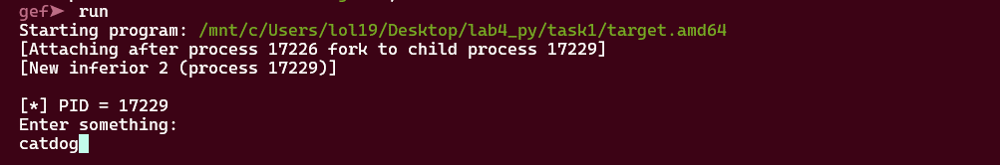 gef➤ run
Starting program: /mnt/c/Users/lol19/Desktop/lab4_py/task1/target.amd64
[Attaching after process 17226 fork to child process 17229]
[New inferior 2 (process 17229)]
[*] PID = 17229
Enter something:
catdog